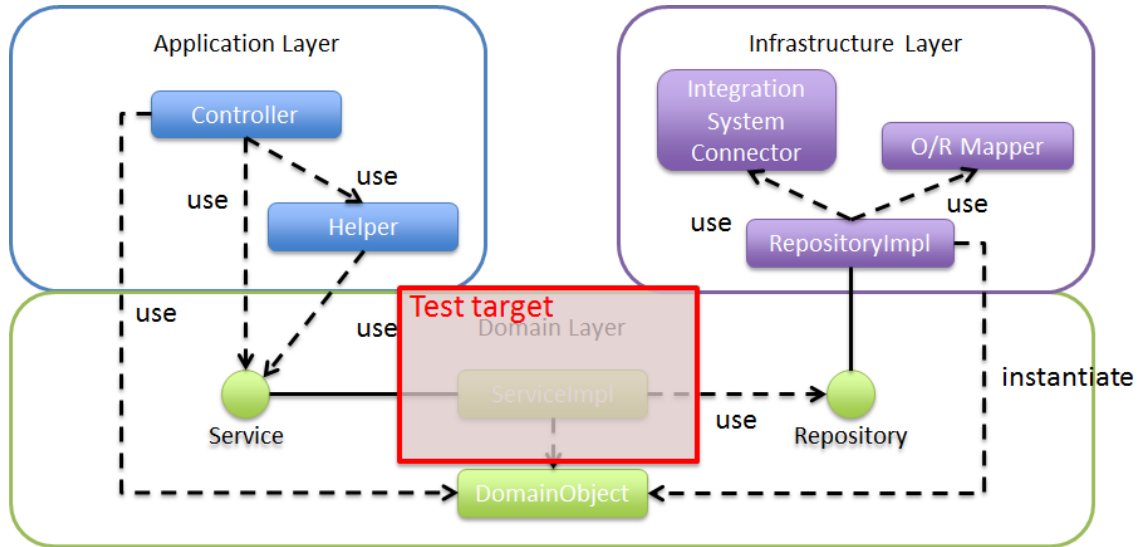 Application Layer
Infrastructure Layer
Controller
Integration
System
Connector
O/R Mapper
use
use
Helper
use
use
RepositoryImpl
use
use
Test target
Domain Layer
instantiate
ServiceImpl
use
Service
Repository
DomainObject